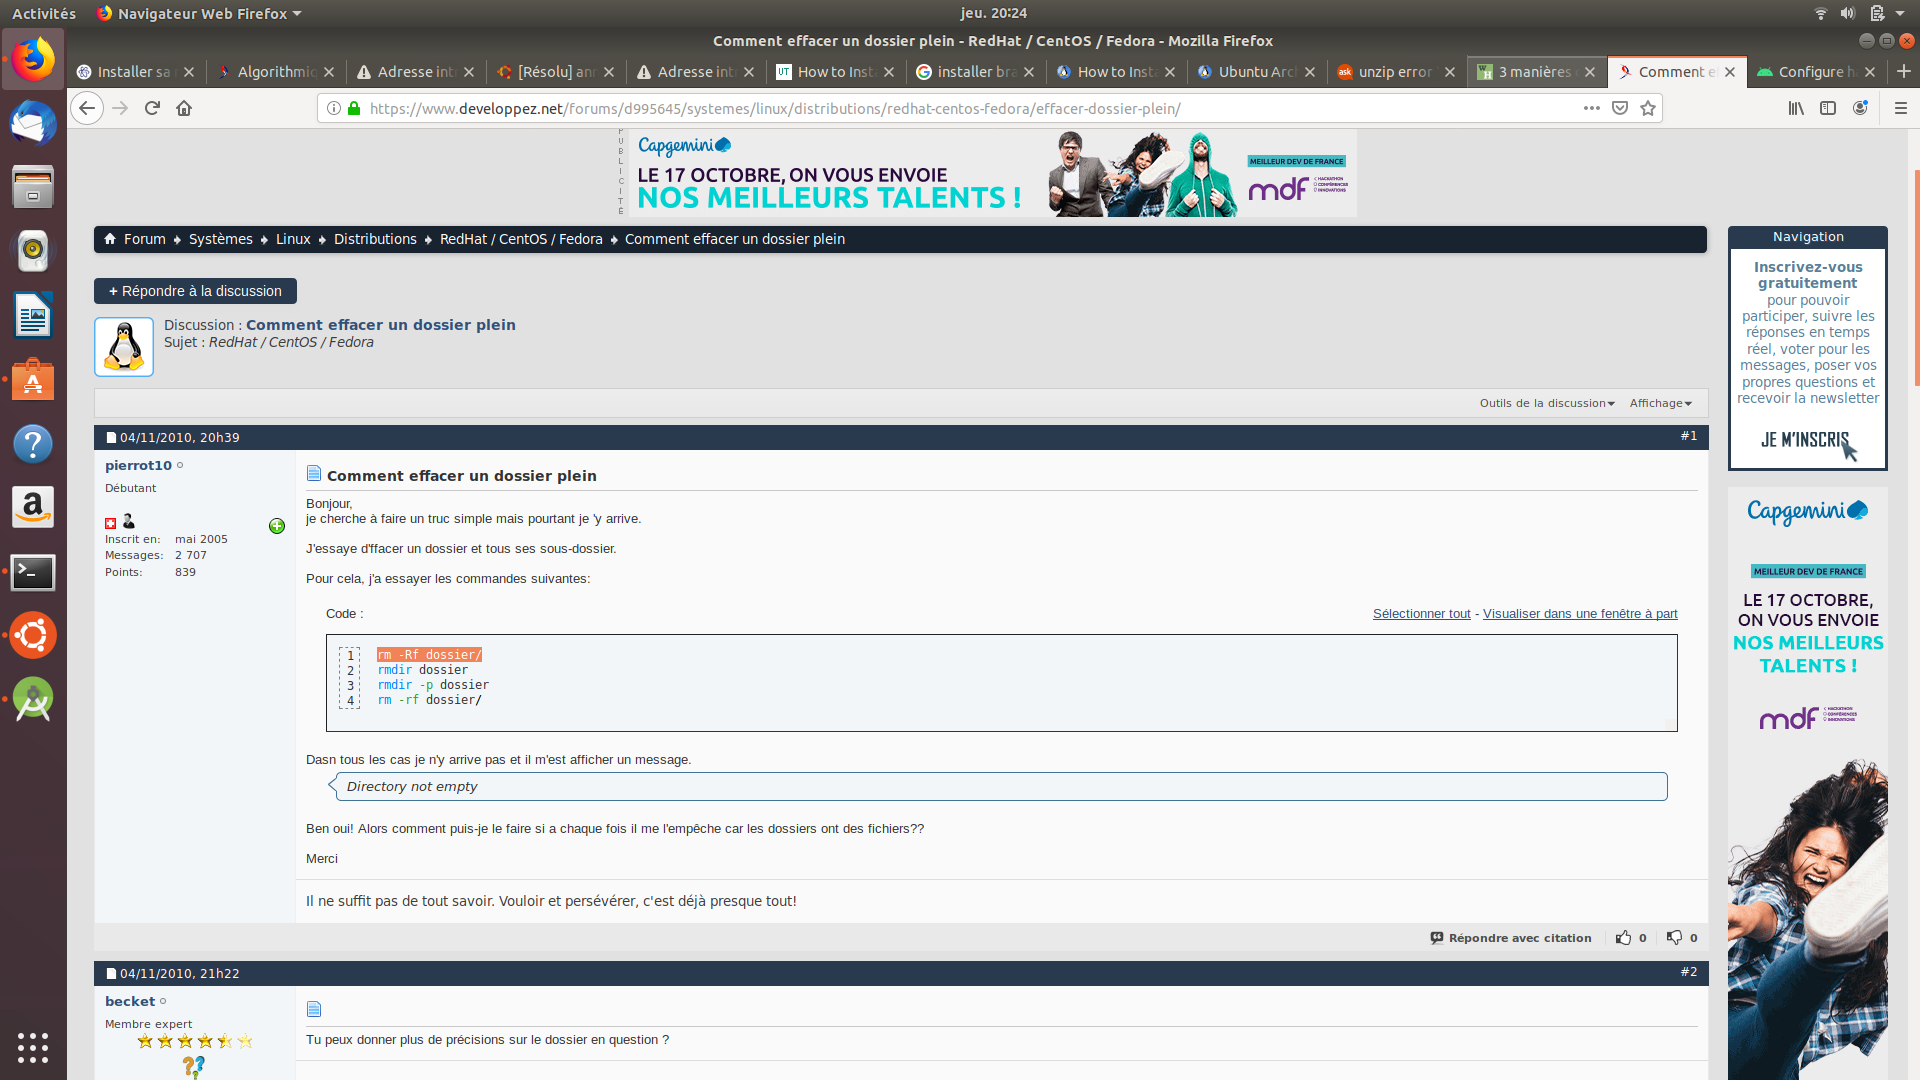 Activités
Navigateur Web Firefox
jeu. 20:24
Comment effacer un dossier plein - RedHat / CentOS / Fedora - Mozilla Firefox
Installer sa
Algorithmiq
Adresse int
[Résolu] ann
Adresse int
How to Insta
installer bra
How to Insta
Ubuntu Arc
unzip error
3 manières
Comment ef
Configure ha
https://www.developpez.net/forums/d995645/systemes/linux/distributions/redhat-centos-fedora/effacer-dossier-plein/
PUBLICITÉ
Capgemini
LE 17 OCTOBRE, ON VOUS ENVOIE
NOS MEILLEURS TALENTS !
MEILLEUR DEV DE FRANCE
mdf
HACKATHON
CONFÉRENCES
INNOVATIONS
Forum Systèmes Linux Distributions RedHat / CentOS / Fedora Comment effacer un dossier plein
+ Répondre à la discussion
Discussion : Comment effacer un dossier plein
Sujet : RedHat / CentOS / Fedora
Outils de la discussion Affichage
04/11/2010, 20h39
#1
pierrot10
Débutant
Inscrit en: mai 2005
Messages: 2 707
Points: 839
Comment effacer un dossier plein
Bonjour,
je cherche à faire un truc simple mais pourtant je 'y arrive.
J'essaye d'ffacer un dossier et tous ses sous-dossier.
Pour cela, j'a essayer les commandes suivantes:
Code :
Sélectionner tout - Visualiser dans une fenêtre à part
1 rm -Rf dossier/
2 rmdir dossier
3 rmdir -p dossier
4 rm -rf dossier/
Dasn tous les cas je n'y arrive pas et il m'est afficher un message.
Directory not empty
Ben oui! Alors comment puis-je le faire si a chaque fois il me l'empêche car les dossiers ont des fichiers??
Merci
Il ne suffit pas de tout savoir. Vouloir et persévérer, c'est déjà presque tout!
Répondre avec citation 0 0
04/11/2010, 21h22
#2
becket
Membre expert
Tu peux donner plus de précisions sur le dossier en question ?
Navigation
Inscrivez-vous
gratuitement
pour pouvoir
participer, suivre les
réponses en temps
réel, voter pour les
messages, poser vos
propres questions et
recevoir la newsletter
JE M'INSCRIS
Capgemini
MEILLEUR DEV DE FRANCE
LE 17 OCTOBRE,
ON VOUS ENVOIE
NOS MEILLEURS
TALENTS !
mdf
HACKATHON
CONFÉRENCES
INNOVATIONS